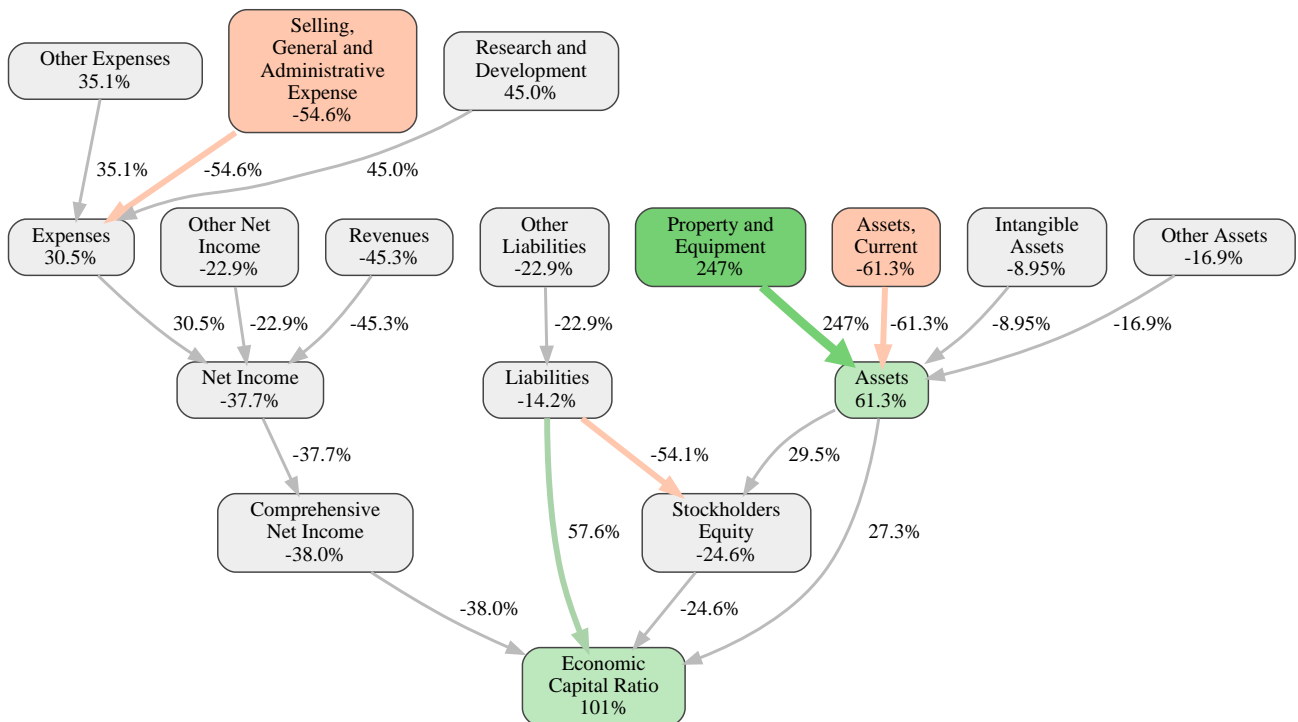 Other Expenses
35.1%
Selling,
General and
Administrative
Expense
-54.6%
Research and
Development
45.0%
35.1%
-54.6%
45.0%
Expenses
30.5%
Other Net
Income
-22.9%
Revenues
-45.3%
Other
Liabilities
-22.9%
Property and
Equipment
247%
Assets,
Current
-61.3%
Intangible
Assets
-8.95%
Other Assets
-16.9%
30.5%
-22.9%
-45.3%
-22.9%
247%
-61.3%
-8.95%
-16.9%
Net Income
-37.7%
Liabilities
-14.2%
Assets
61.3%
-37.7%
-54.1%
29.5%
Comprehensive
Net Income
-38.0%
57.6%
Stockholders
Equity
-24.6%
27.3%
-38.0%
-24.6%
Economic
Capital Ratio
101%